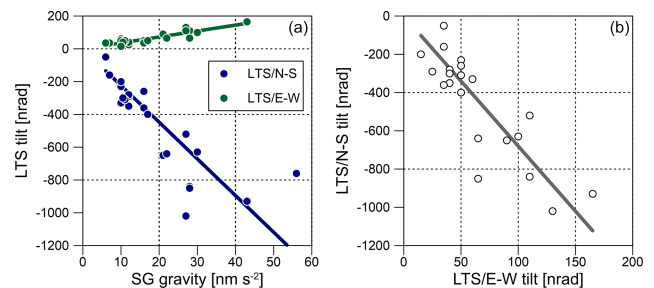 (a)
LTS/N-S
LTS/E-W
200
0
-200
-400
-600
-800
-1000
-1200
LTS tilt [nrad]
0 10 20 30 40 50 60
SG gravity [nm s-2]
(b)
0
-200
-400
-600
-800
-1000
-1200
LTS/N-S tilt [nrad]
0 50 100 150 200
LTS/E-W tilt [nrad]